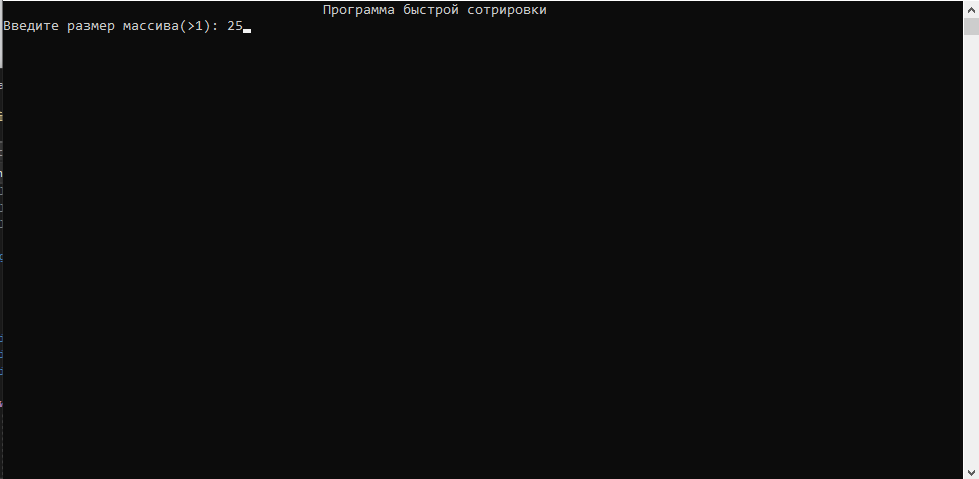 Программа быстрой сотрировки
Введите размер массива(>1): 25